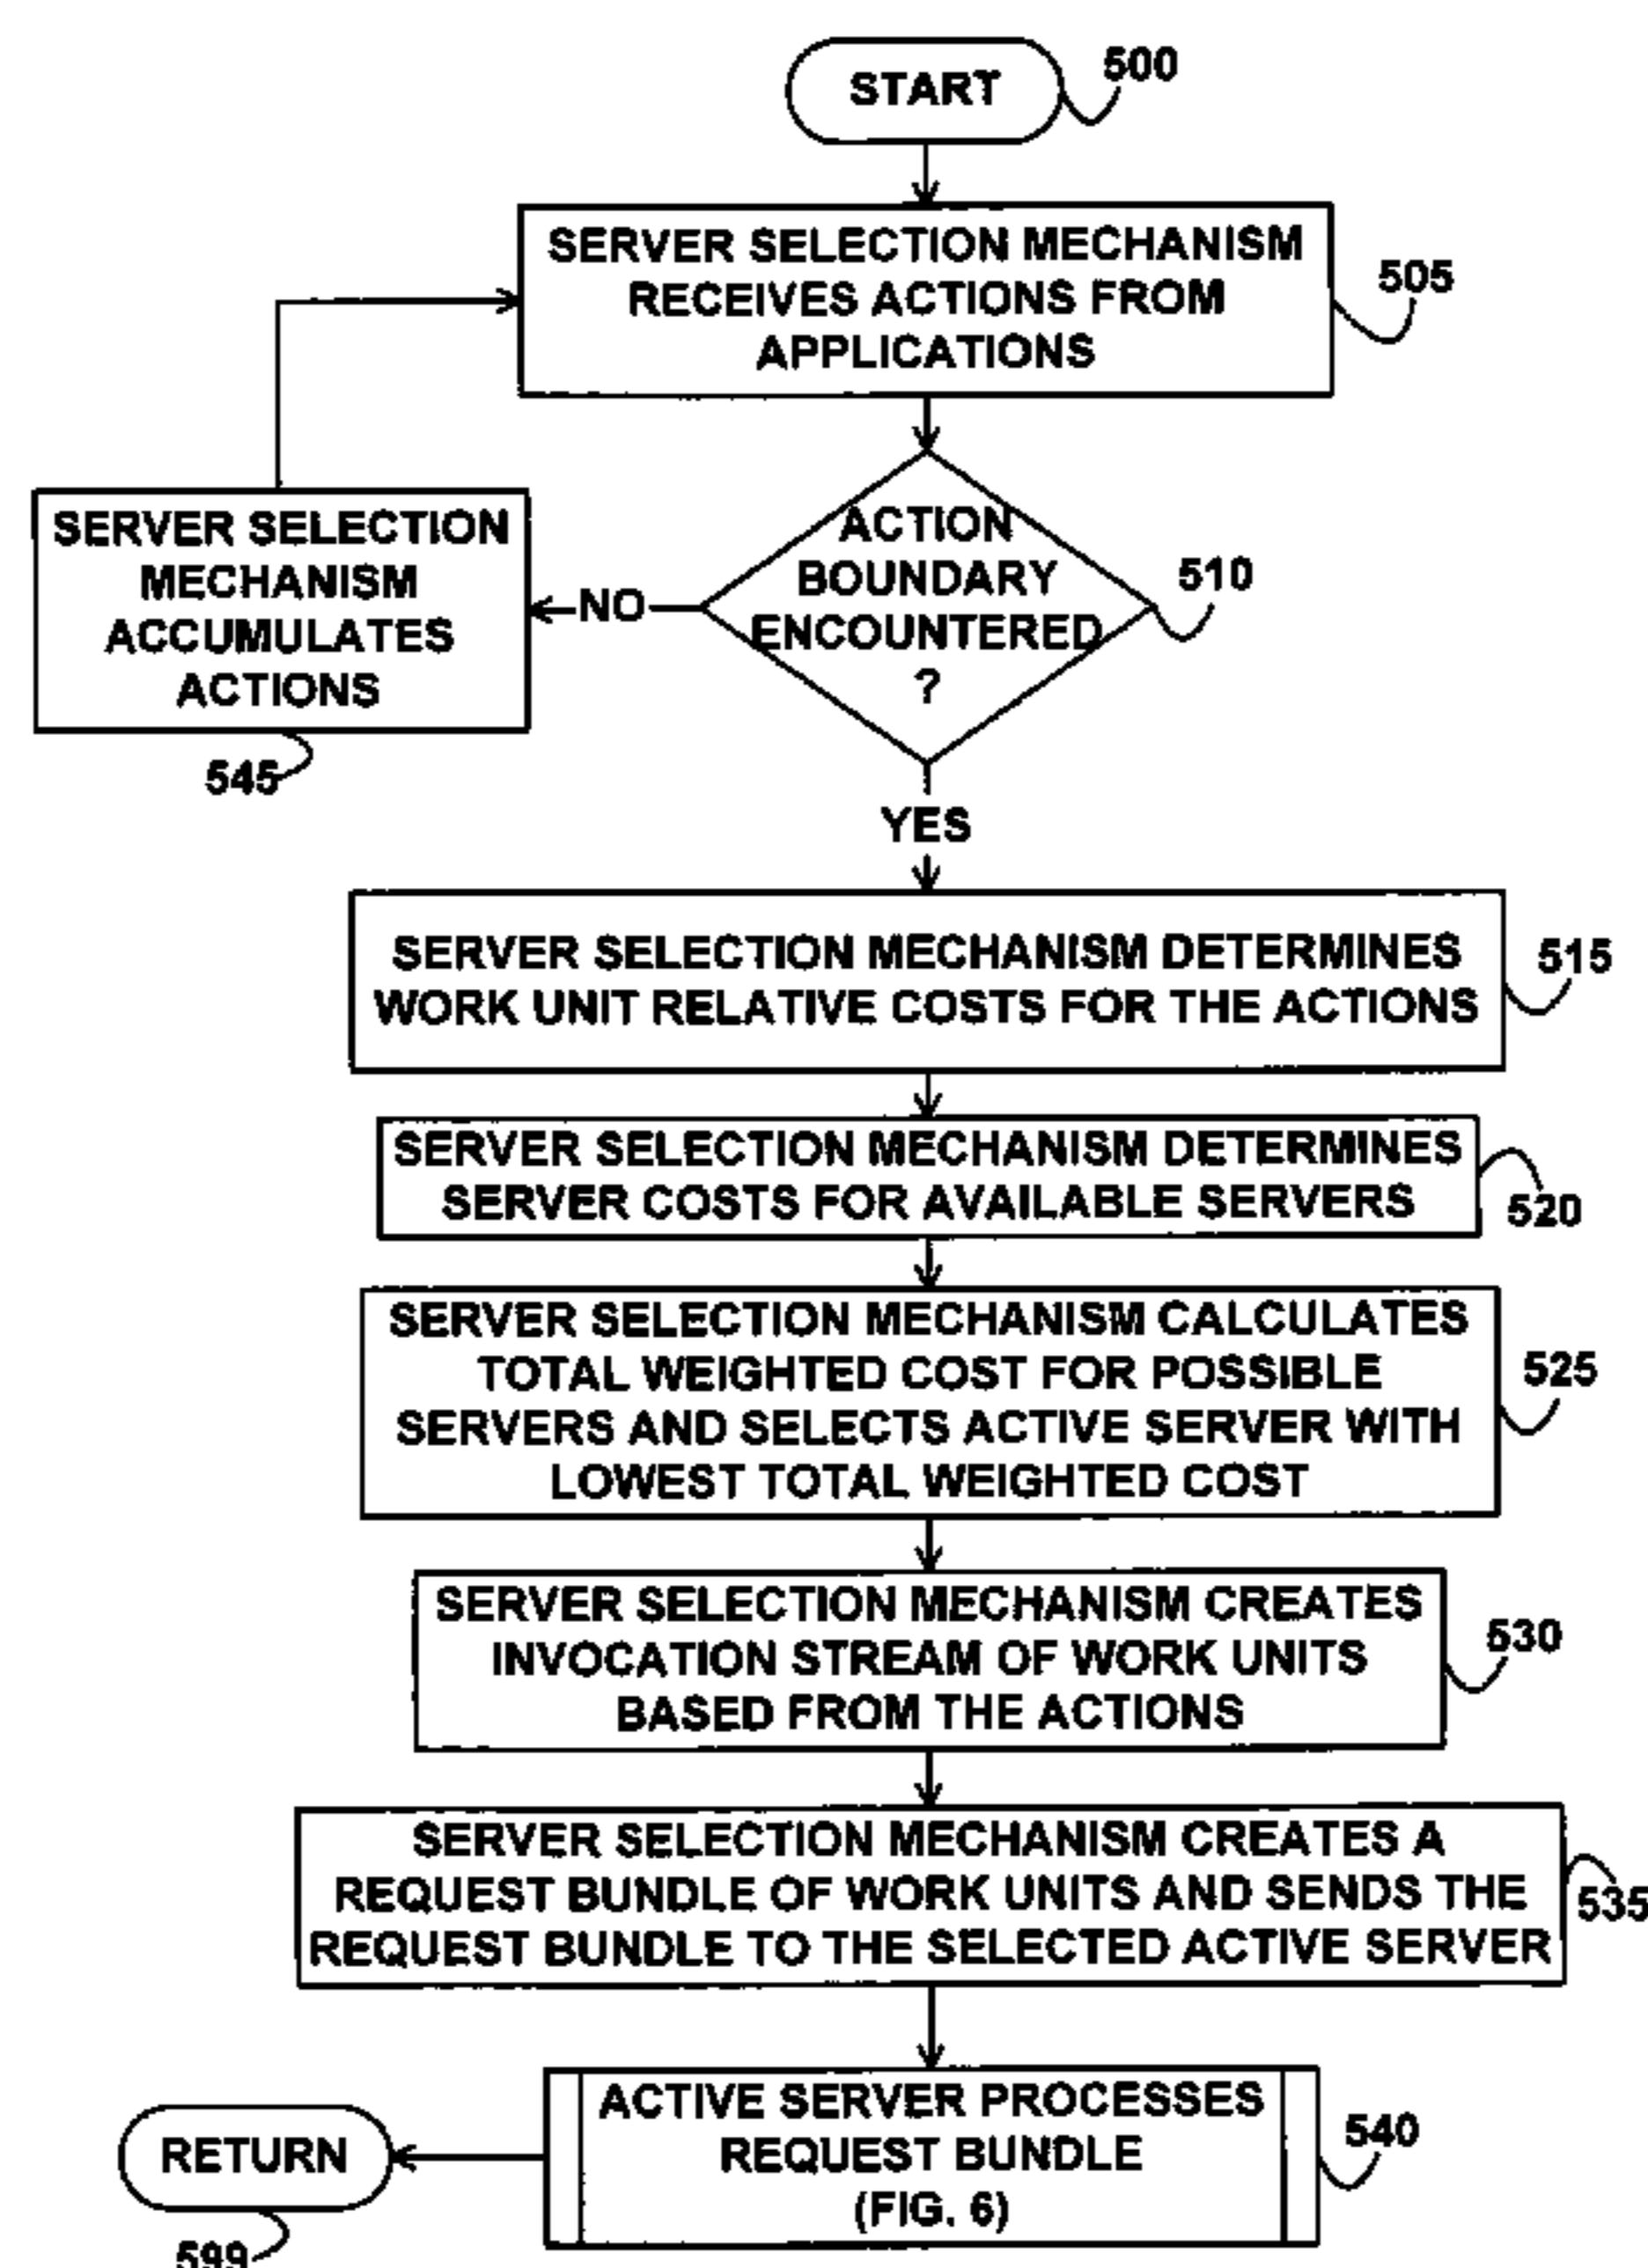 START
500
SERVER SELECTION MECHANISM
RECEIVES ACTIONS FROM
APPLICATIONS
505
ACTION
BOUNDARY
ENCOUNTERED
?
510
NO
SERVER SELECTION
MECHANISM
ACCUMULATES
ACTIONS
545
YES
SERVER SELECTION MECHANISM DETERMINES
WORK UNIT RELATIVE COSTS FOR THE ACTIONS
515
SERVER SELECTION MECHANISM DETERMINES
SERVER COSTS FOR AVAILABLE SERVERS
520
SERVER SELECTION MECHANISM CALCULATES
TOTAL WEIGHTED COST FOR POSSIBLE
SERVERS AND SELECTS ACTIVE SERVER WITH
LOWEST TOTAL WEIGHTED COST
525
SERVER SELECTION MECHANISM CREATES
INVOCATION STREAM OF WORK UNITS
BASED FROM THE ACTIONS
530
SERVER SELECTION MECHANISM CREATES A
REQUEST BUNDLE OF WORK UNITS AND SENDS THE
REQUEST BUNDLE TO THE SELECTED ACTIVE SERVER
535
ACTIVE SERVER PROCESSES
REQUEST BUNDLE
(FIG. 6)
540
RETURN
599